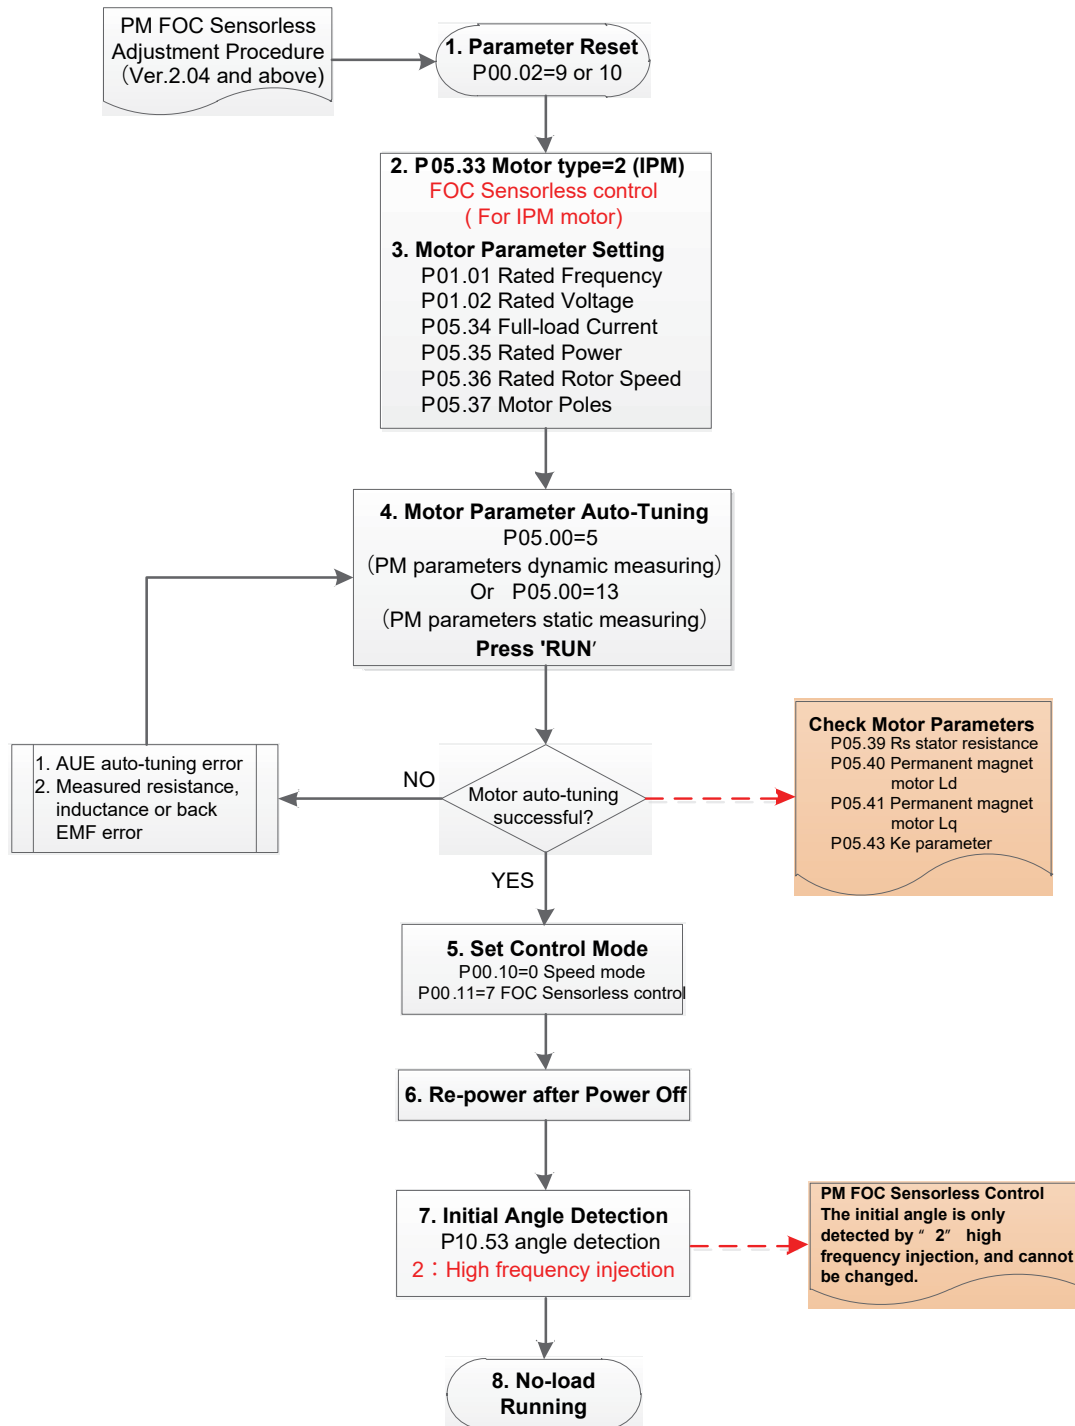 PM FOC Sensorless
Adjustment Procedure
（Ver.2.04 and above)
1. Parameter Reset
P00.02=9 or 10
2. P05.33 Motor type=2 (IPM)
FOC Sensorless control
( For IPM motor)
3. Motor Parameter Setting
P01.01 Rated Frequency
P01.02 Rated Voltage
P05.34 Full-load Current
P05.35 Rated Power
P05.36 Rated Rotor Speed
P05.37 Motor Poles
4. Motor Parameter Auto-Tuning
P05.00=5
（PM parameters dynamic measuring）
Or P05.00=13
（PM parameters static measuring）
Press 'RUN′
Check Motor Parameters
P05.39 Rs stator resistance
P05.40 Permanent magnet
motor Ld
P05.41 Permanent magnet
motor Lq
P05.43 Ke parameter
1. AUE auto-tuning error
2. Measured resistance,
inductance or back
EMF error
NO
Motor auto-tuning
successful?
YES
5. Set Control Mode
P00.10=0 Speed mode
P00.11=7 FOC Sensorless control
6. Re-power after Power Off
7. Initial Angle Detection
P10.53 angle detection
2：High frequency injection
PM FOC Sensorless Control
The initial angle is only
detected by “ 2” high
frequency injection, and cannot
be changed.
8. No-load
Running